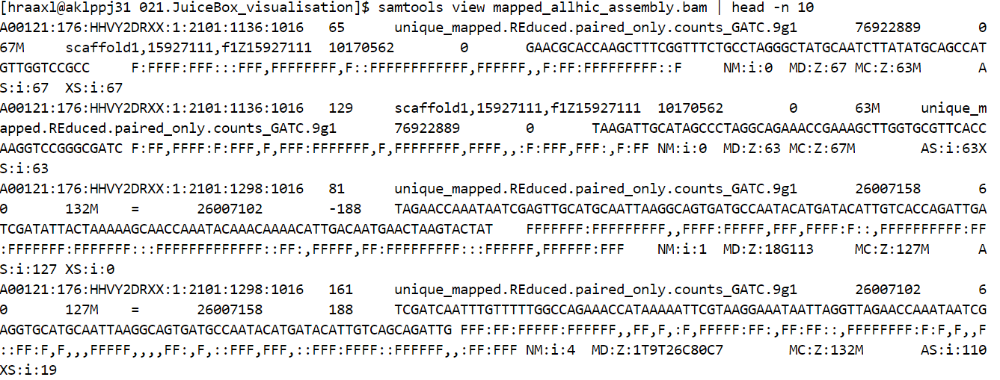 [hraaxl@aklppj31 021.JuiceBox_visualisation]$ samtools view mapped_allhic_assembly.bam | head -n 10
A00121:176:HHVY2DRXX:1:2101:1136:1016 65 unique_mapped.REduced.paired_only.counts_GATC.9g1 76922889 0
67M scaffold1,15927111,f1Z15927111 10170562 0 GAACGCACCAAGCTTTCGGTTTCTGCCTAGGGCTATGCAATCTTATATGCAGCCAT
GTTGGTCCGCC F:FFFF:FFF:::FFF,FFFFFFFF,F::FFFFFFFFFFFF,FFFFFF,,F:FF:FFFFFFFFF::F NM:i:0 MD:Z:67 MC:Z:63M A
S:i:67 XS:i:67
A00121:176:HHVY2DRXX:1:2101:1136:1016 129 scaffold1,15927111,f1Z15927111 10170562 0 63M unique_m
apped.REduced.paired_only.counts_GATC.9g1 76922889 0 TAAGATTGCATAGCCCTAGGCAGAAACCGAAAGCTTGGTGCGTTCACC
AAGGTCCGGGCGATC F:FF,FFFF:F:FFF,F,FFF:FFFFFFF,F,FFFFFFFF,FFFF,,:F:FFF,FFF:,F:FF NM:i:0 MD:Z:63 MC:Z:67M AS:i:63X
S:i:63
A00121:176:HHVY2DRXX:1:2101:1298:1016 81 unique_mapped.REduced.paired_only.counts_GATC.9g1 26007158 6
0 132M = 26007102 -188 TAGAACCAAATAATCGAGTTGCATGCAATTAAGGCAGTGATGCCAATACATGATACATTGTCACCAGATTGA
TCGATATTACTAAAAAGCAACCAAATACAAACAAAACATTGACAATGAACTAAGTACTAT FFFFFFF:FFFFFFFFF,,FFFF:FFFFF,FFF,FFFF:F::,FFFFFFFFFF:FF
:FFFFFFF:FFFFFFF:::FFFFFFFFFFFFF::FF:,FFFFF,FF:FFFFFFFFF:::FFFFFF,FFFFFF:FFF NM:i:1 MD:Z:18G113 MC:Z:127M A
S:i:127 XS:i:0
A00121:176:HHVY2DRXX:1:2101:1298:1016 161 unique_mapped.REduced.paired_only.counts_GATC.9g1 26007102 6
0 127M = 26007158 188 TCGATCAATTTGTTTTTGGCCAGAAACCATAAAAATTCGTAAGGAAATAATTAGGTTAGAACCAAATAATCG
AGGTGCATGCAATTAAGGCAGTGATGCCAATACATGATACATTGTCAGCAGATTG FFF:FF:FFFFF:FFFFFF,,FF,F,:F,FFFFF:FF:,FF:FF::,FFFFFFFF:F:F,F,,F
::FF:F,F,,,FFFFF,,,,FF:,F,::FFF,FFF,::FFF:FFFF::FFFFFF,,:FF:FFF NM:i:4 MD:Z:1T9T26C80C7 MC:Z:132M AS:i:110
XS:i:19